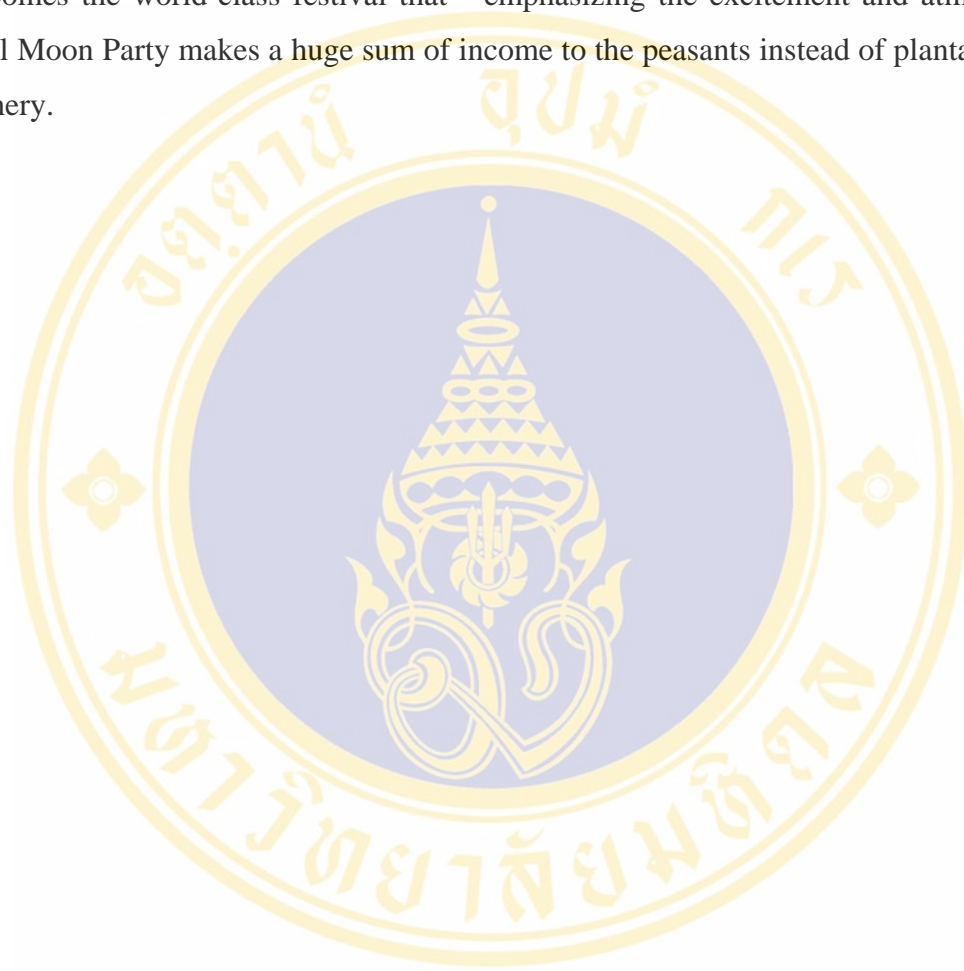 omes the world class festival that emphasizing the excitement and atm
l Moon Party makes a huge sum of income to the peasants instead of planta
nery.
อตฺตานํ อุปมํ กเร
มหาวิทยาลัยมหิดล